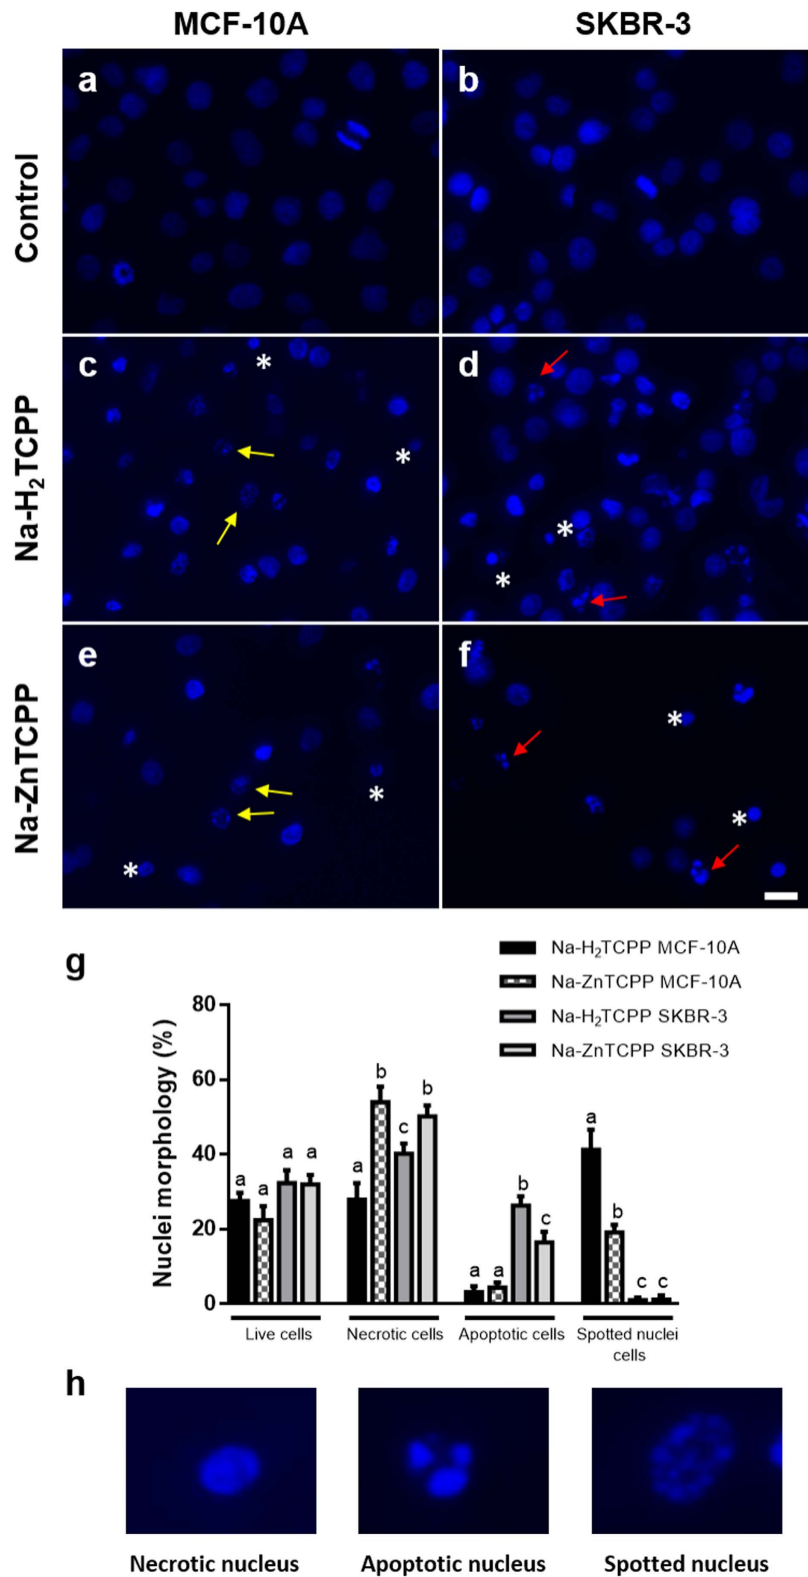 MCF-10A
SKBR-3
Control
a
b
Na-H₂TCPP
c
*
*
d
*
*
Na-ZnTCPP
e
*
*
f
*
*
g
Na-H₂TCPP MCF-10A
Na-ZnTCPP MCF-10A
Na-H₂TCPP SKBR-3
Na-ZnTCPP SKBR-3
Nuclei morphology (%)
80
60
40
20
0
a a a a
a b c b
a a b c
a b c c
Live cells
Necrotic cells
Apoptotic cells
Spotted nuclei
cells
h
Necrotic nucleus
Apoptotic nucleus
Spotted nucleus